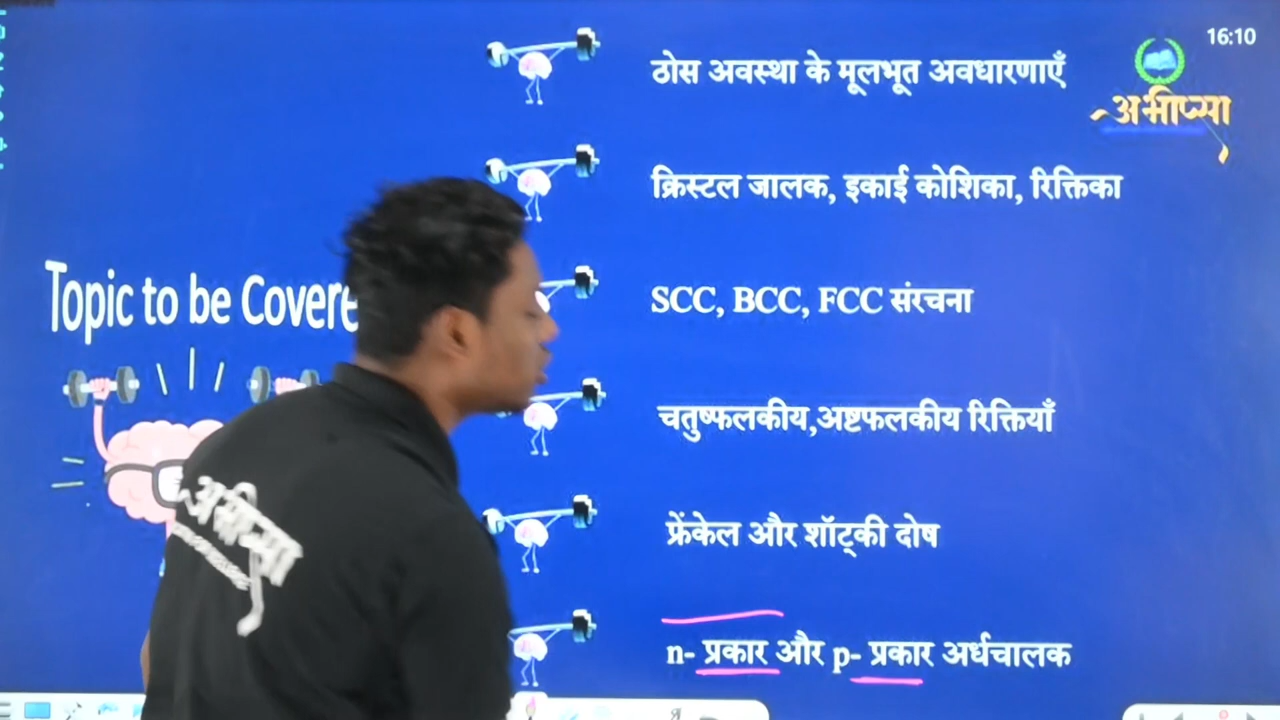 16:10
अभीप्सा
ठोस अवस्था के मूलभूत अवधारणाएँ
क्रिस्टल जालक, इकाई कोशिका, रिक्तिका
Topic to be Covere
SCC, BCC, FCC संरचना
चतुष्फलकीय,अष्टफलकीय रिक्तियाँ
अभीप्सा
फ्रेंकेल और शॉट्की दोष
n- प्रकार और p- प्रकार अर्धचालक